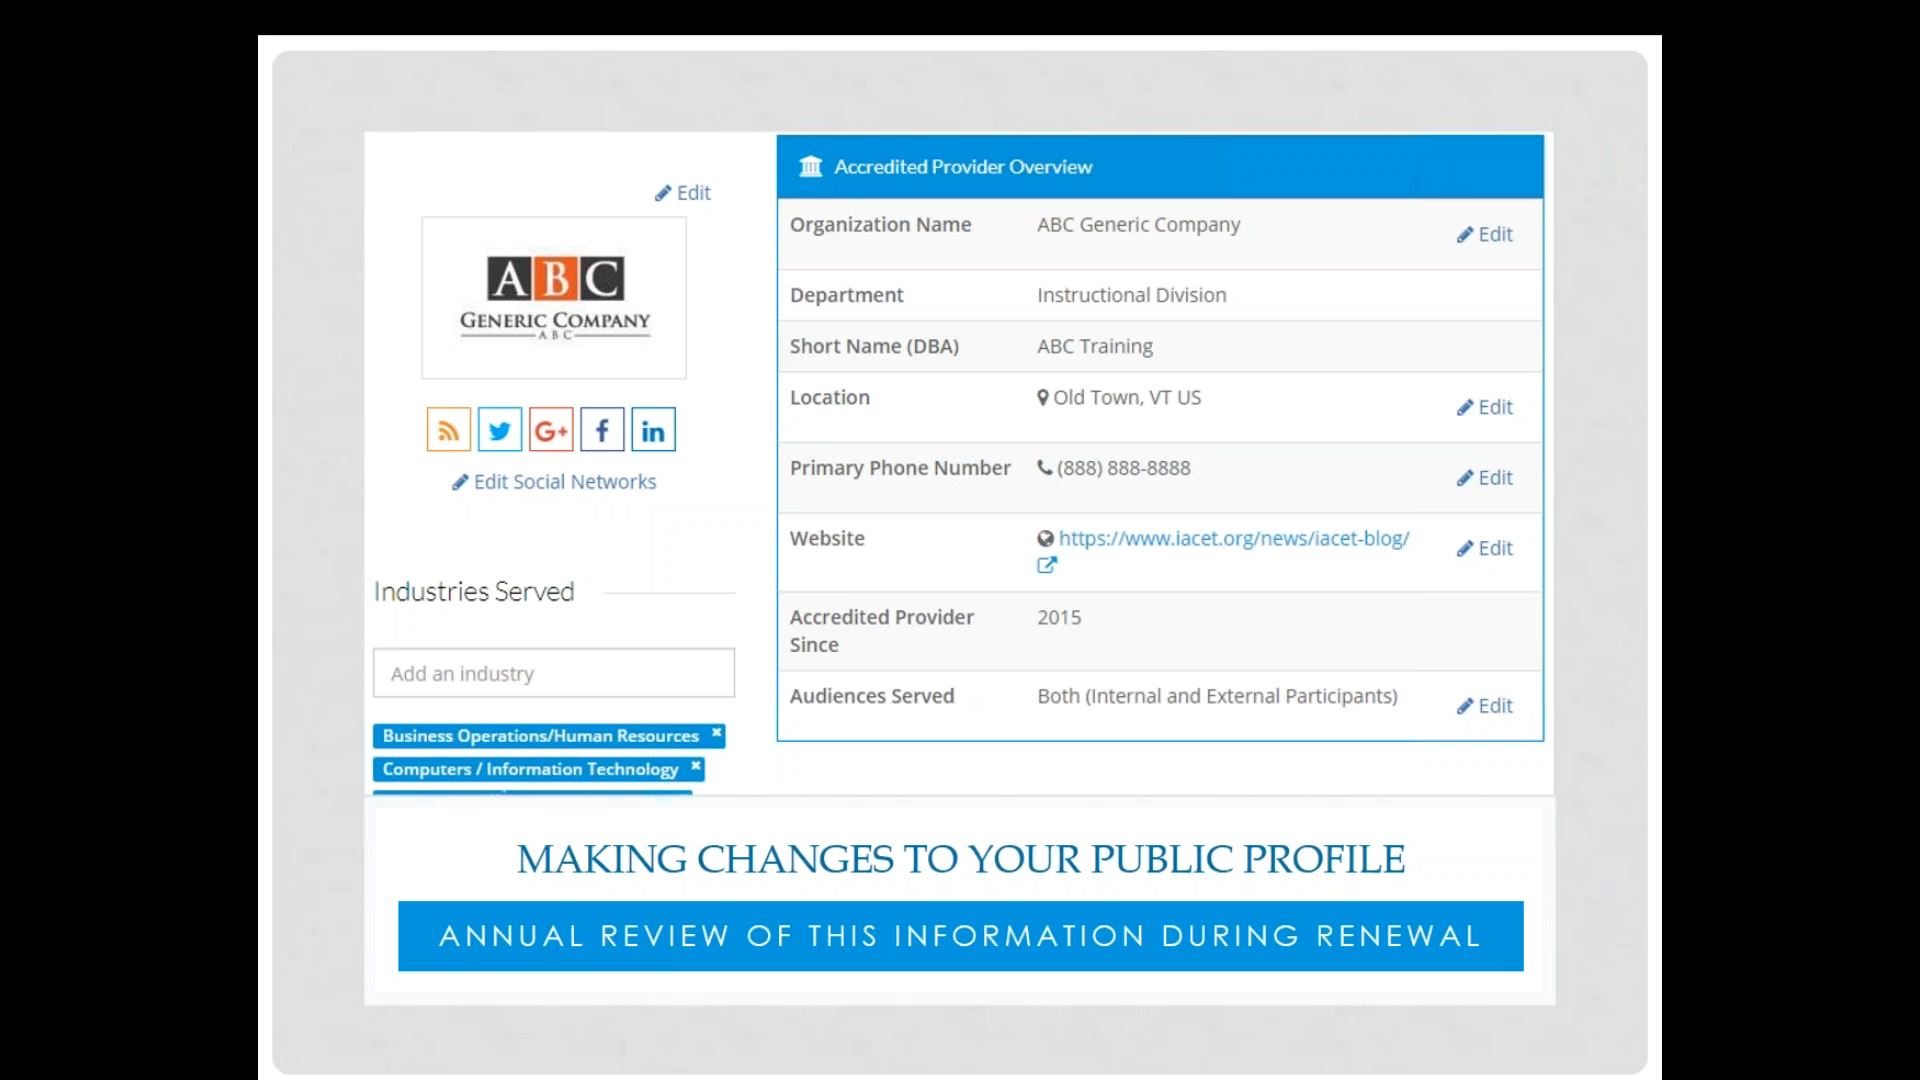 Edit
ABC
GENERIC COMPANY
ABC
G+
f
in
Edit Social Networks
Industries Served
Add an industry
Business Operations/Human Resources ×
Computers / Information Technology ×
Accredited Provider Overview
Organization Name ABC Generic Company Edit
Department Instructional Division
Short Name (DBA) ABC Training
Location Old Town, VT US Edit
Primary Phone Number (888) 888-8888 Edit
Website https://www.iacet.org/news/iacet-blog/ Edit
Accredited Provider 2015
Since
Audiences Served Both (Internal and External Participants) Edit
MAKING CHANGES TO YOUR PUBLIC PROFILE
ANNUAL REVIEW OF THIS INFORMATION DURING RENEWAL